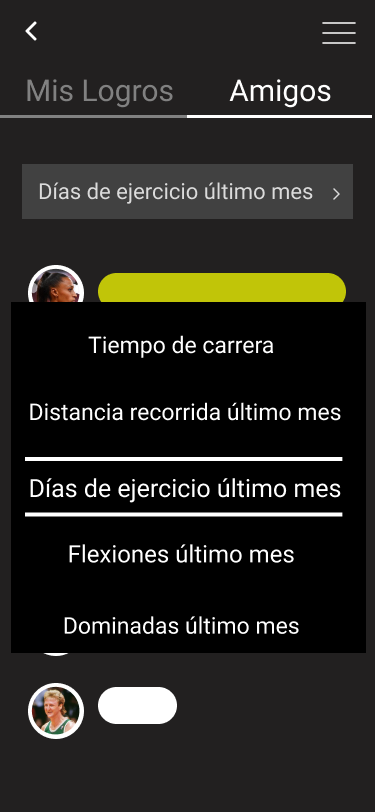 Mis Logros
Amigos
Días de ejercicio último mes
Tiempo de carrera
Distancia recorrida último mes
Días de ejercicio último mes
Flexiones último mes
Dominadas último mes